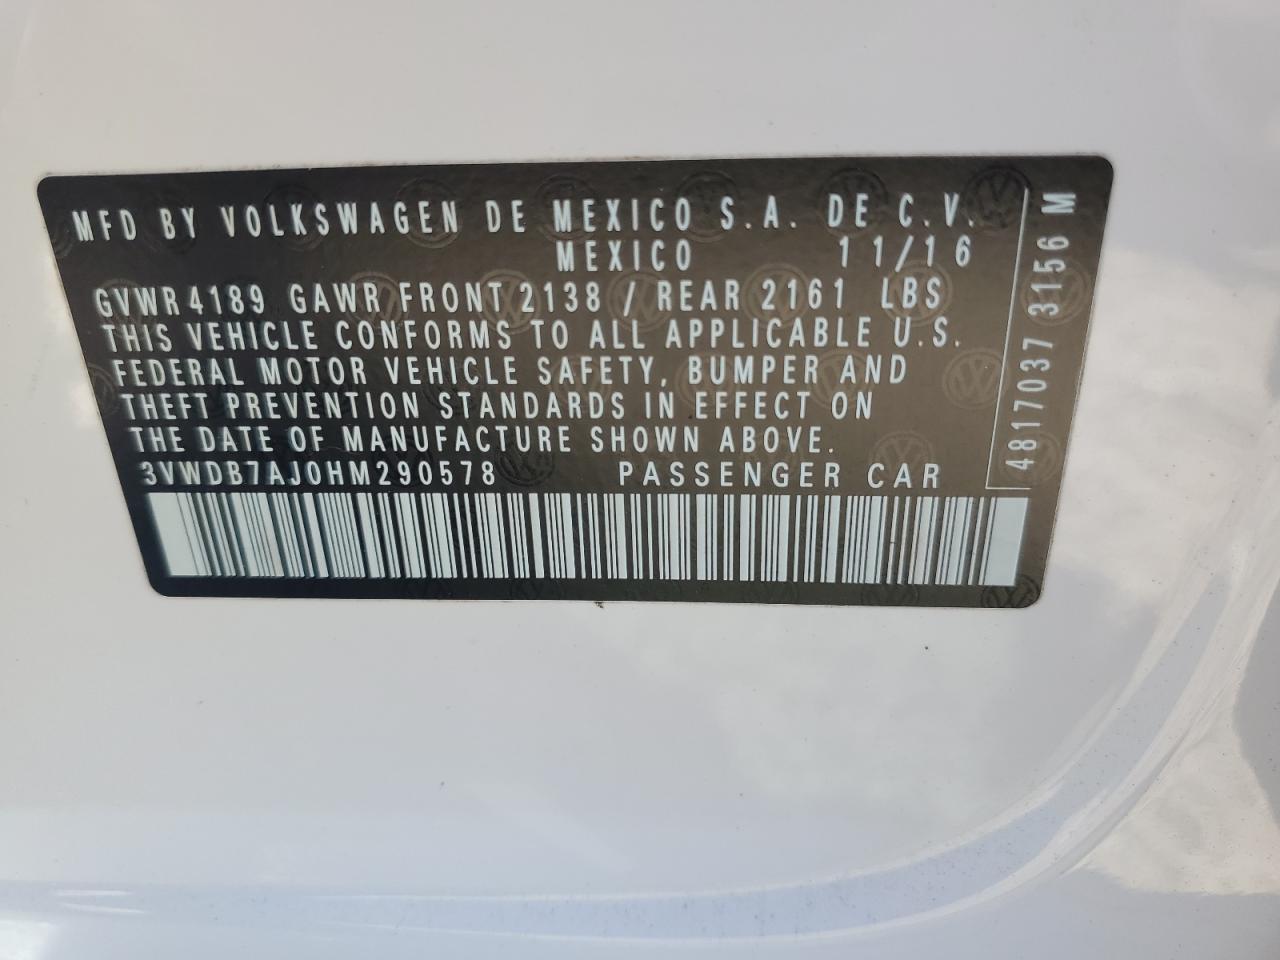 MFD BY VOLKSWAGEN DE MEXICO S.A. DE C.V.
MEXICO 11/16
GVWR 4189 GAWR FRONT 2138 / REAR 2161 LBS
THIS VEHICLE CONFORMS TO ALL APPLICABLE U.S.
FEDERAL MOTOR VEHICLE SAFETY, BUMPER AND
THEFT PREVENTION STANDARDS IN EFFECT ON
THE DATE OF MANUFACTURE SHOWN ABOVE.
3VWDB7AJ0HM290578 PASSENGER CAR
4817037 3156 M